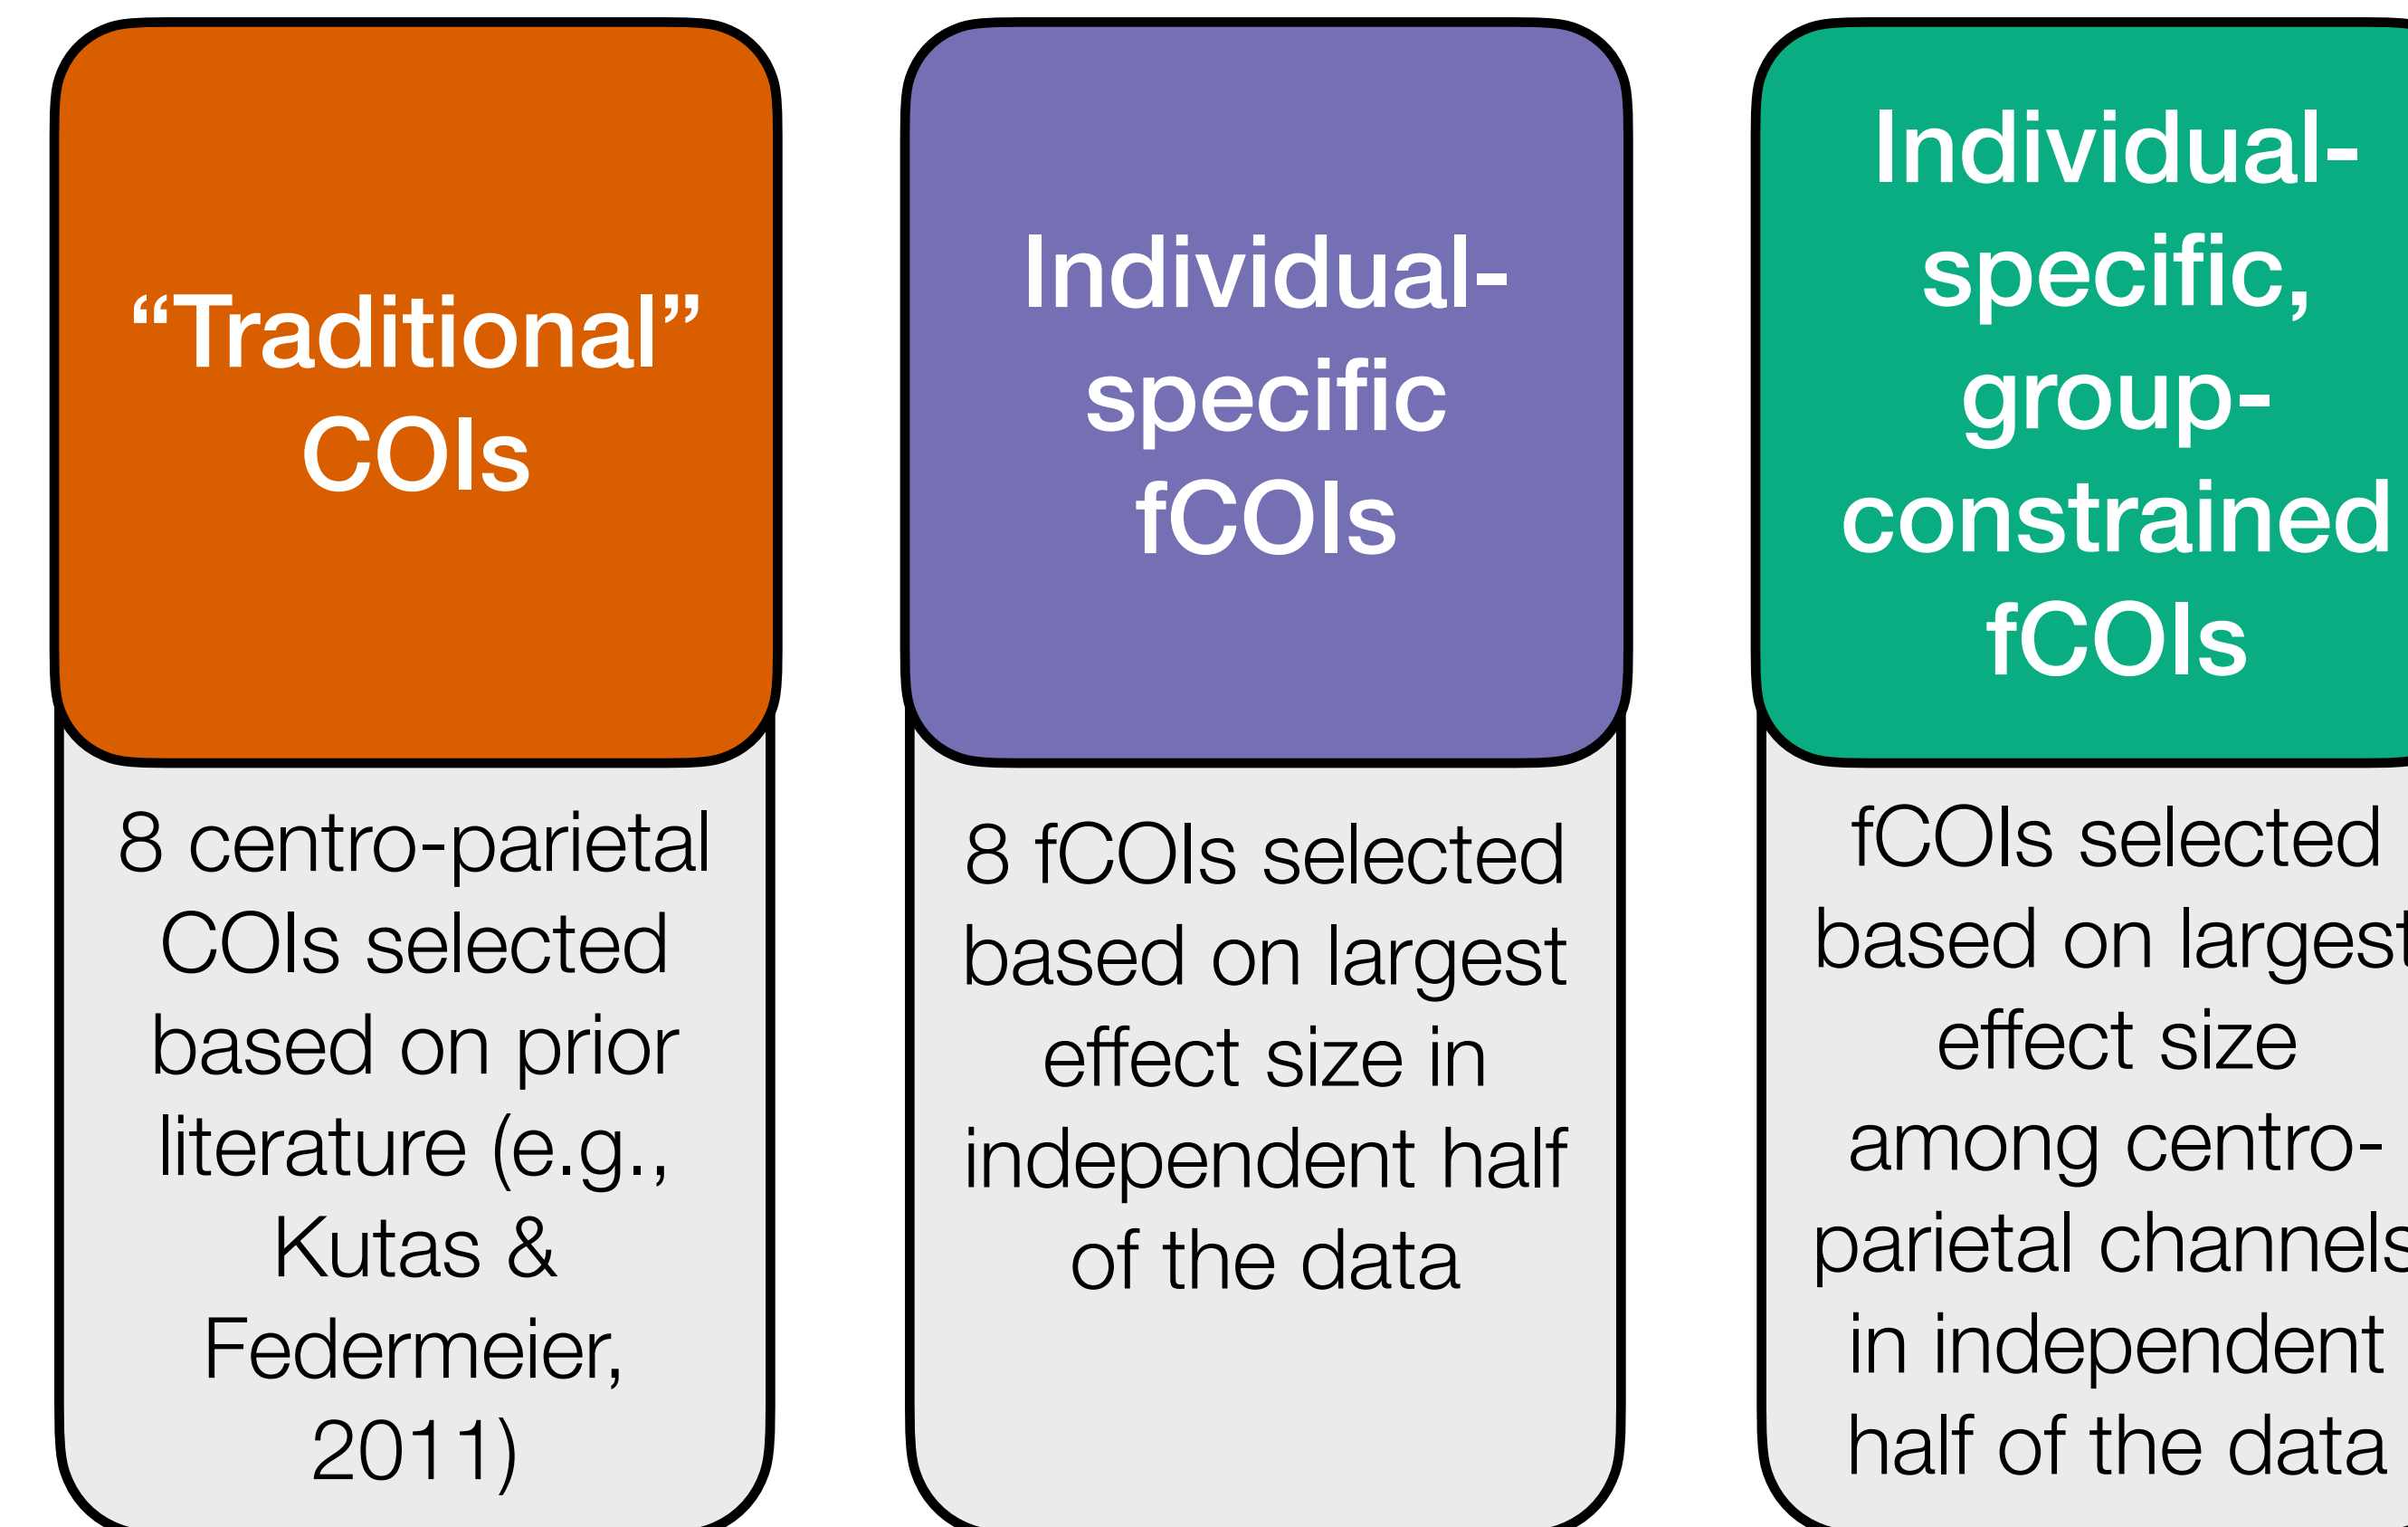 “Traditional”
COIs
8 centro-parietal
COIs selected
based on prior
literature (e.g.,
Kutas &
Federmeier,
2011)
Individual-
specific
fCOIs
8 fCOIs selected
based on largest
effect size in
independent half
of the data
Individual-
specific,
group-
constrained
fCOIs
fCOIs selected
based on largest
effect size
among centro-
parietal channels
in independent
half of the data